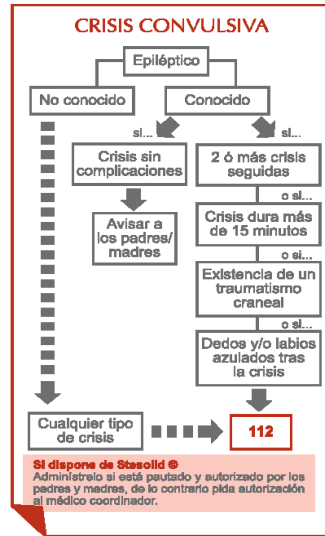 CRISIS CONVULSIVA
Epiléptico
No conocido
Conocido
si...
si...
Crisis sin
complicaciones
2 ó más crisis
seguidas
o si...
Avisar a
los padres/
madres
Crisis dura más
de 15 minutos
o si...
Existencia de un
traumatismo
craneal
o si...
Dedos y/o labios
azulados tras
la crisis
Cualquier tipo
de crisis
112
Si dispone de Stesolid ®
Adminístrelo si está pautado y autorizado por los
padres y madres, de lo contrario pida autorización
al médico coordinador.